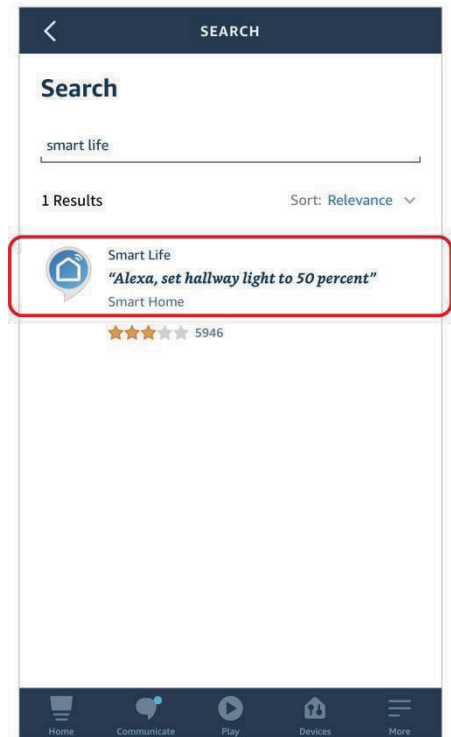 SEARCH
Search
smart life
1 Results Sort: Relevance
Smart Life
“Alexa, set hallway light to 50 percent”
Smart Home
5946
Home Communicate Play Devices More